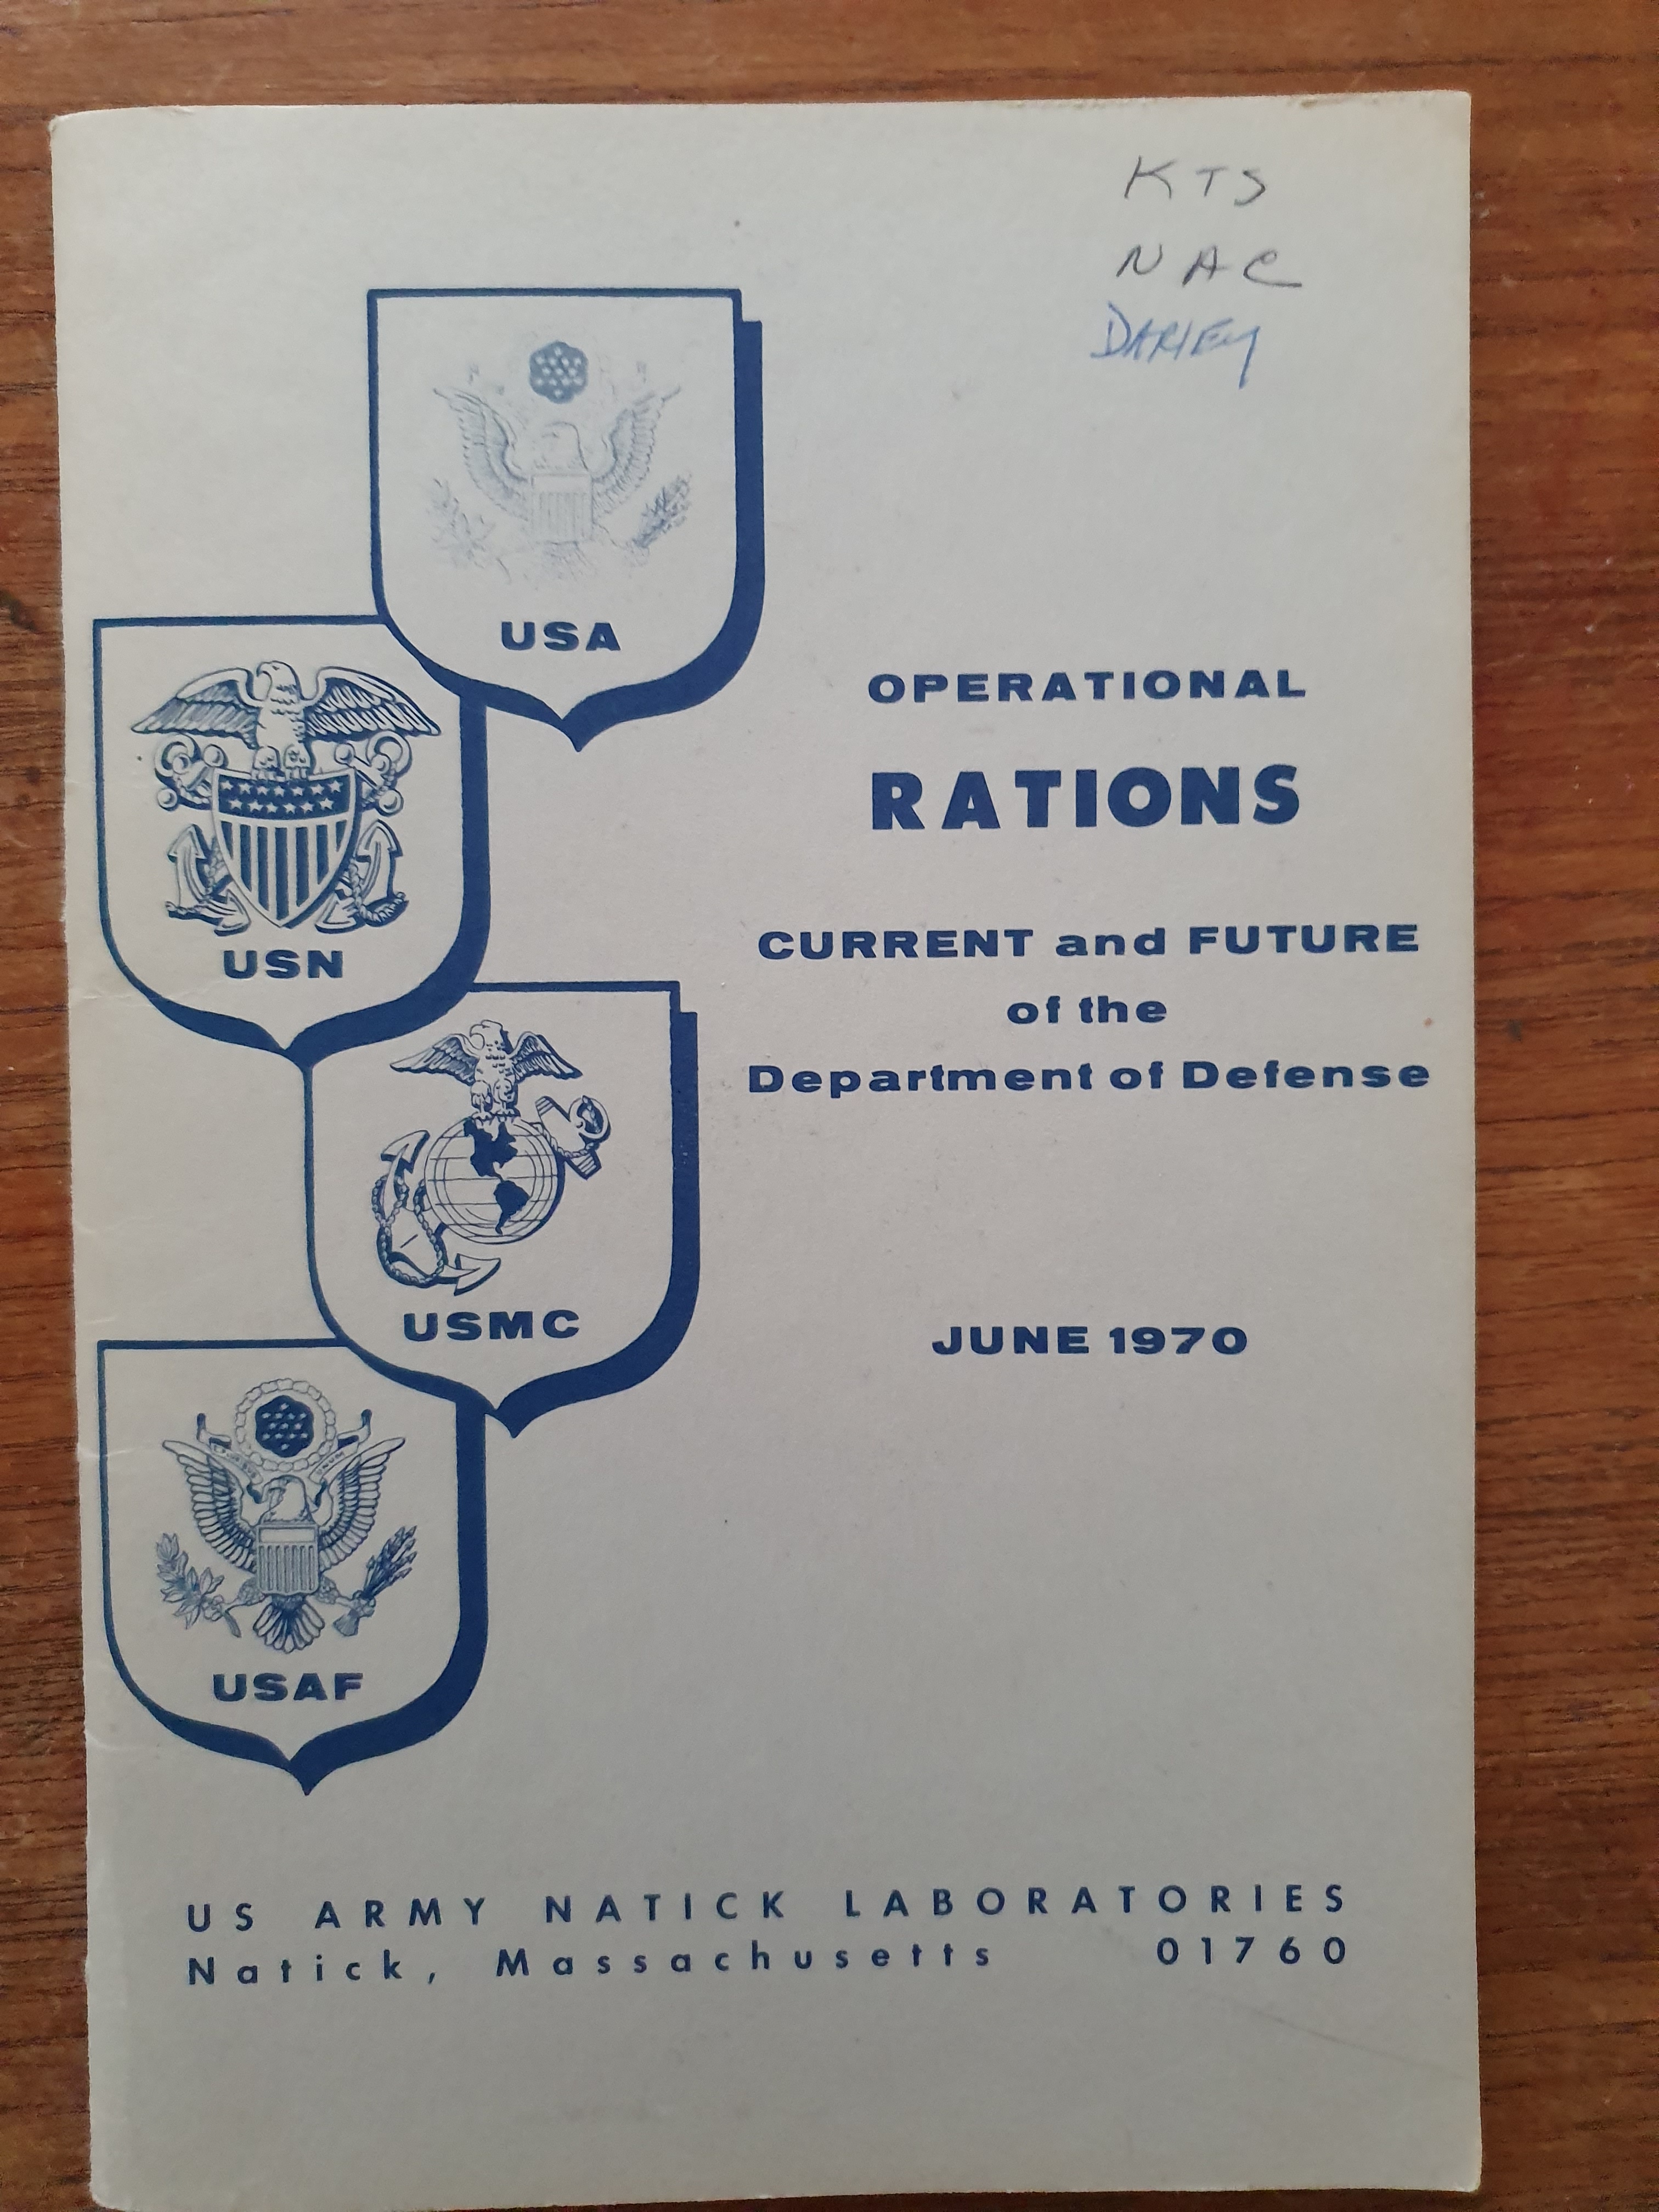 KTS
NAC
DARLEY
USA
USN
USMC
USAF
OPERATIONAL
RATIONS
CURRENT and FUTURE
of the
Department of Defense
JUNE 1970
US ARMY NATICK LABORATORIES
Natick, Massachusetts 01760